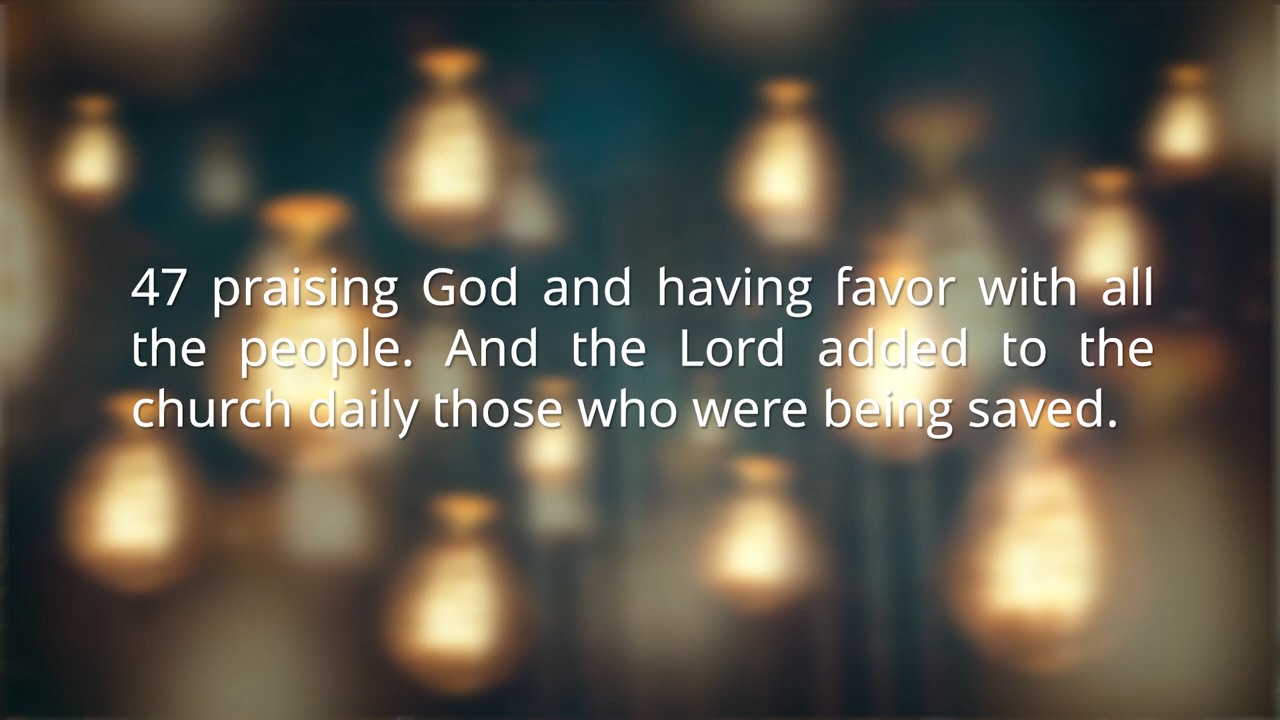 47 praising God and having favor with all
the people. And the Lord added to the
church daily those who were being saved.